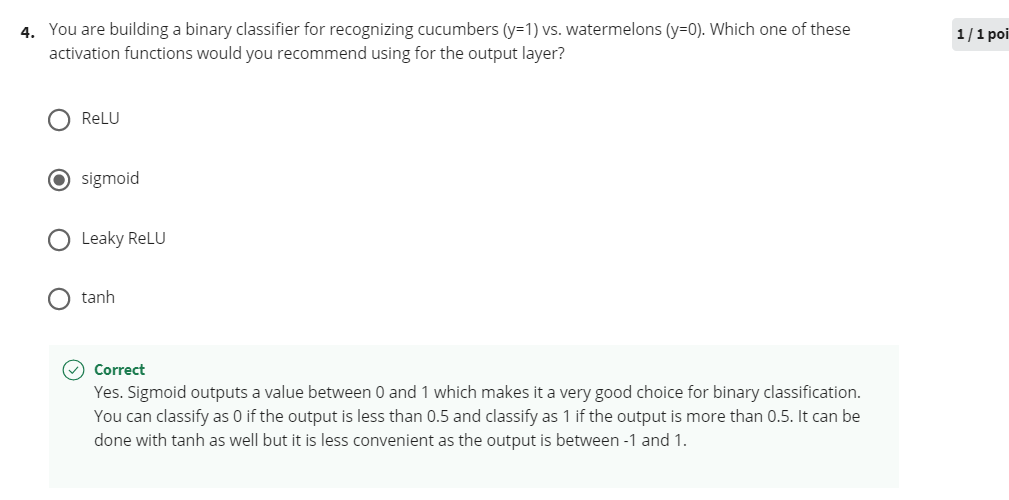 4. You are building a binary classifier for recognizing cucumbers (y=1) vs. watermelons (y=0). Which one of these
activation functions would you recommend using for the output layer?
1 / 1 poi
ReLU
sigmoid
Leaky ReLU
tanh
Correct
Yes. Sigmoid outputs a value between 0 and 1 which makes it a very good choice for binary classification.
You can classify as 0 if the output is less than 0.5 and classify as 1 if the output is more than 0.5. It can be
done with tanh as well but it is less convenient as the output is between -1 and 1.